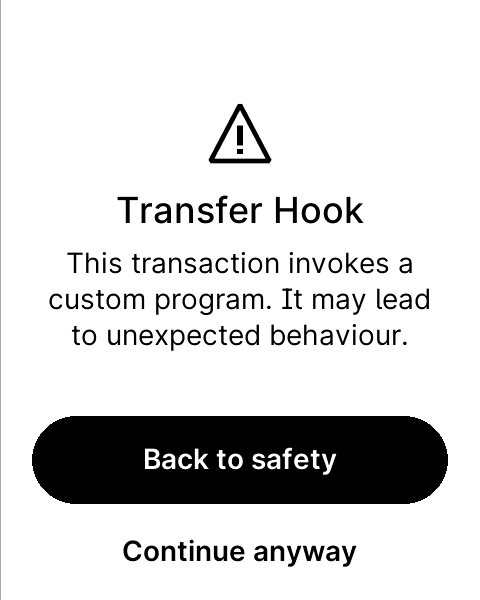 Transfer Hook
This transaction invokes a
custom program. It may lead
to unexpected behaviour.
Back to safety
Continue anyway